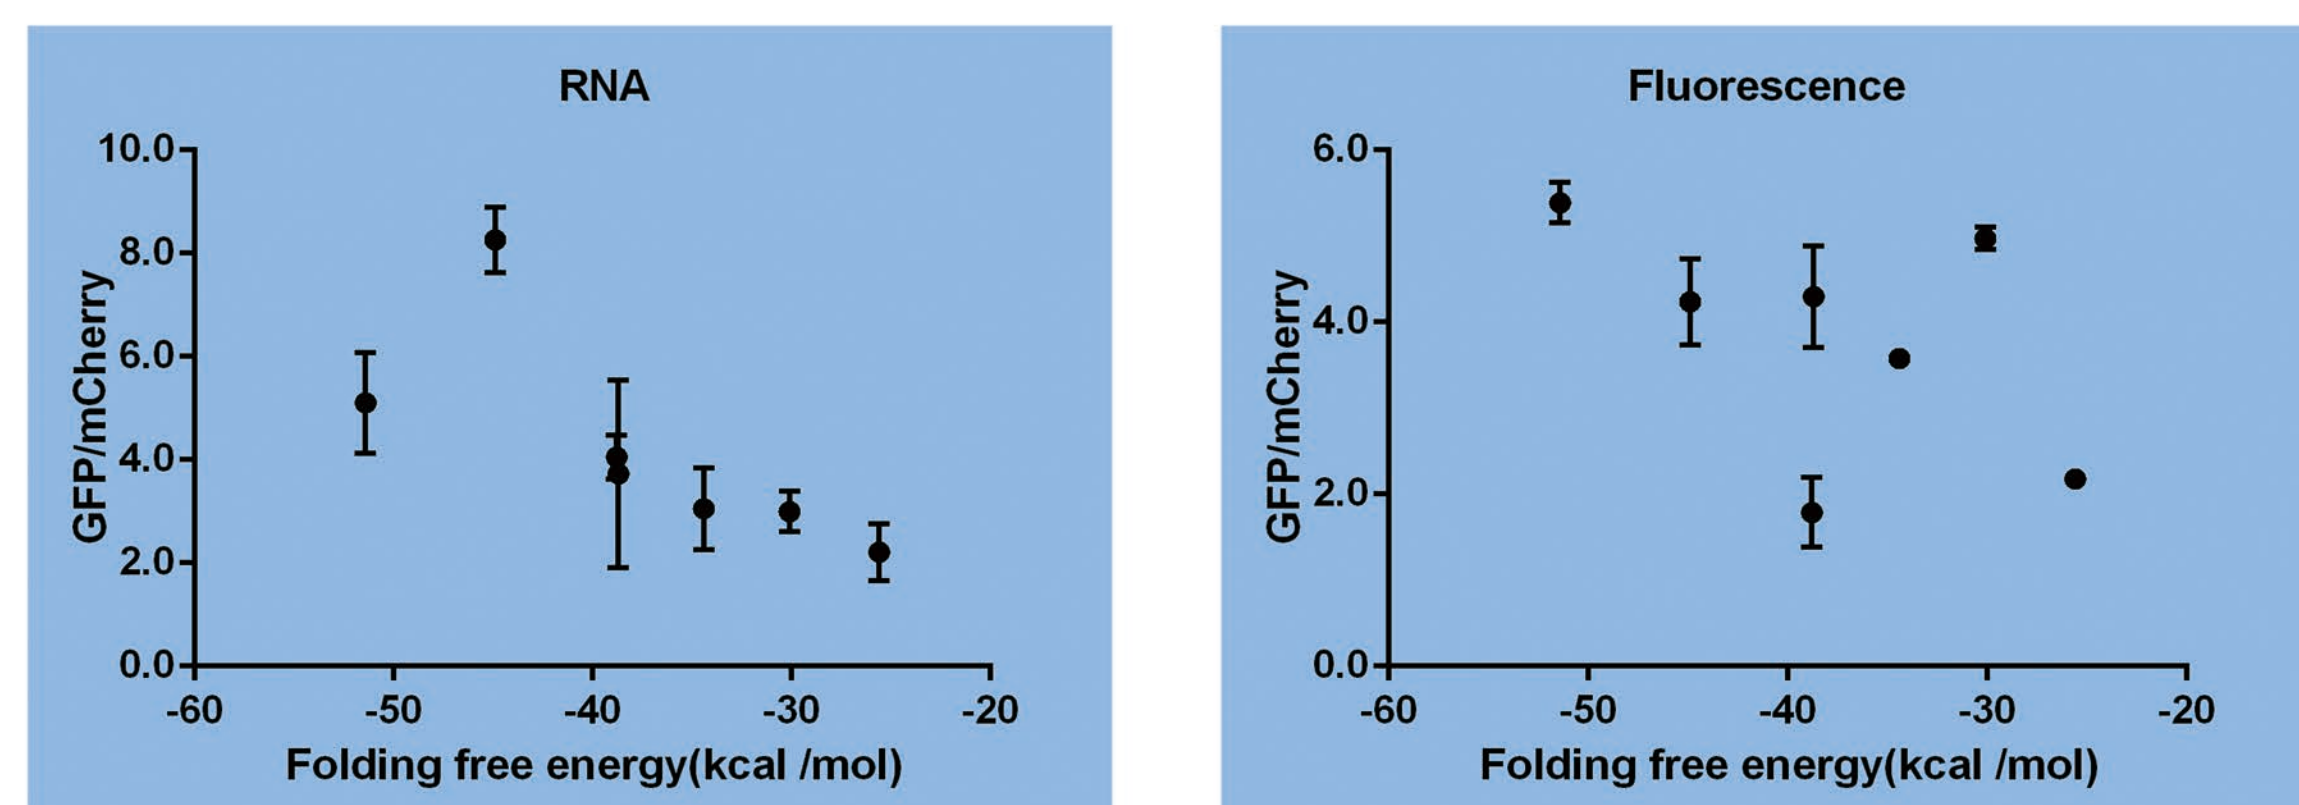 RNA
10.0
8.0
6.0
4.0
2.0
0.0
GFP/mCherry
-60 -50 -40 -30 -20
Folding free energy(kcal /mol)
Fluorescence
6.0
4.0
2.0
0.0
GFP/mCherry
-60 -50 -40 -30 -20
Folding free energy(kcal /mol)